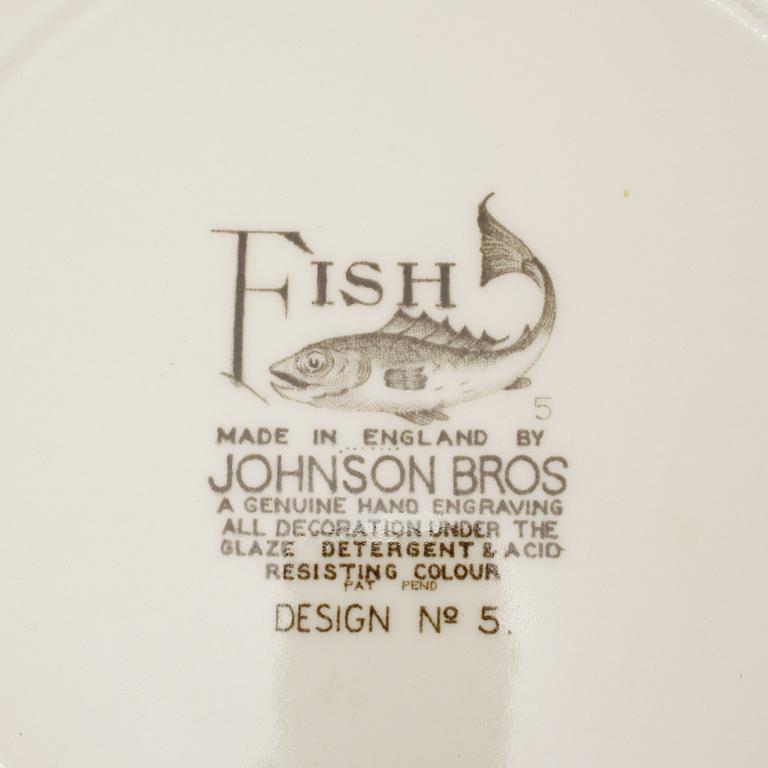 FISH
5
MADE IN ENGLAND BY
JOHNSON BROS
A GENUINE HAND ENGRAVING
ALL DECORATION UNDER THE
GLAZE DETERGENT & ACID
RESISTING COLOUR
PAT PEND
DESIGN Nº 5.